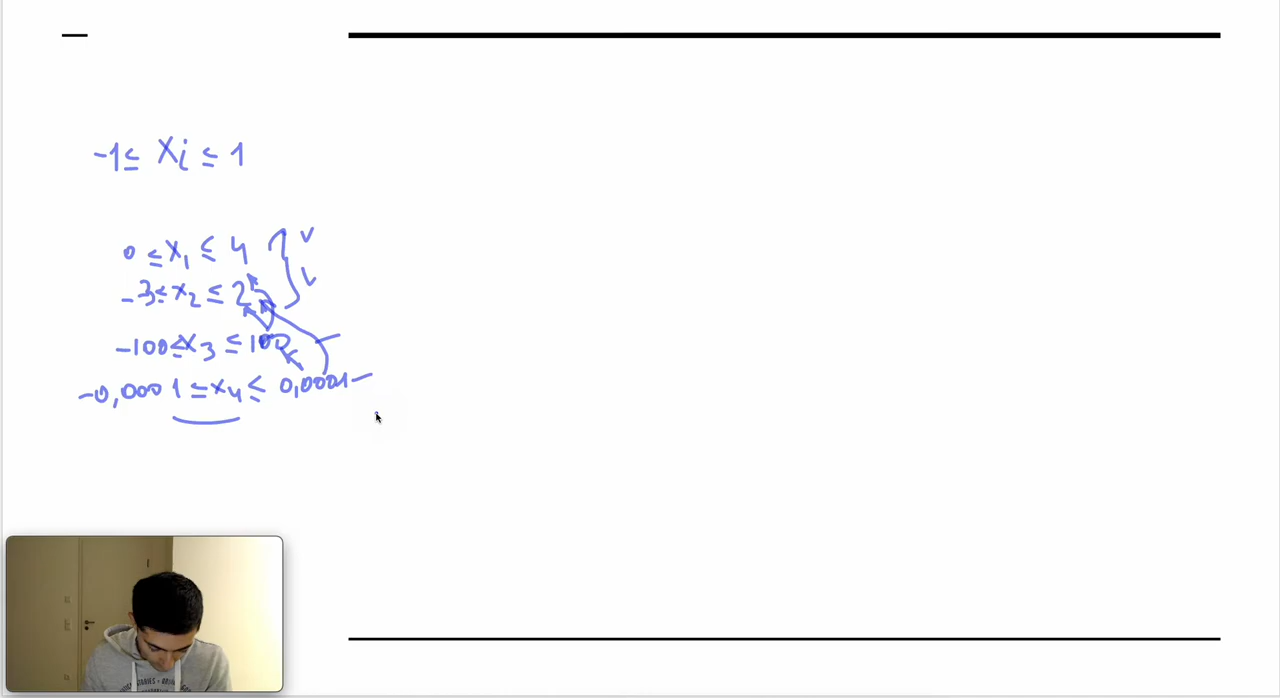 -1 ≤ Xi ≤ 1
0 ≤ X1 ≤ 4
-3 ≤ X2 ≤ 2
-100 ≤ X3 ≤ 100
-0,0001 ≤ X4 ≤ 0,0001